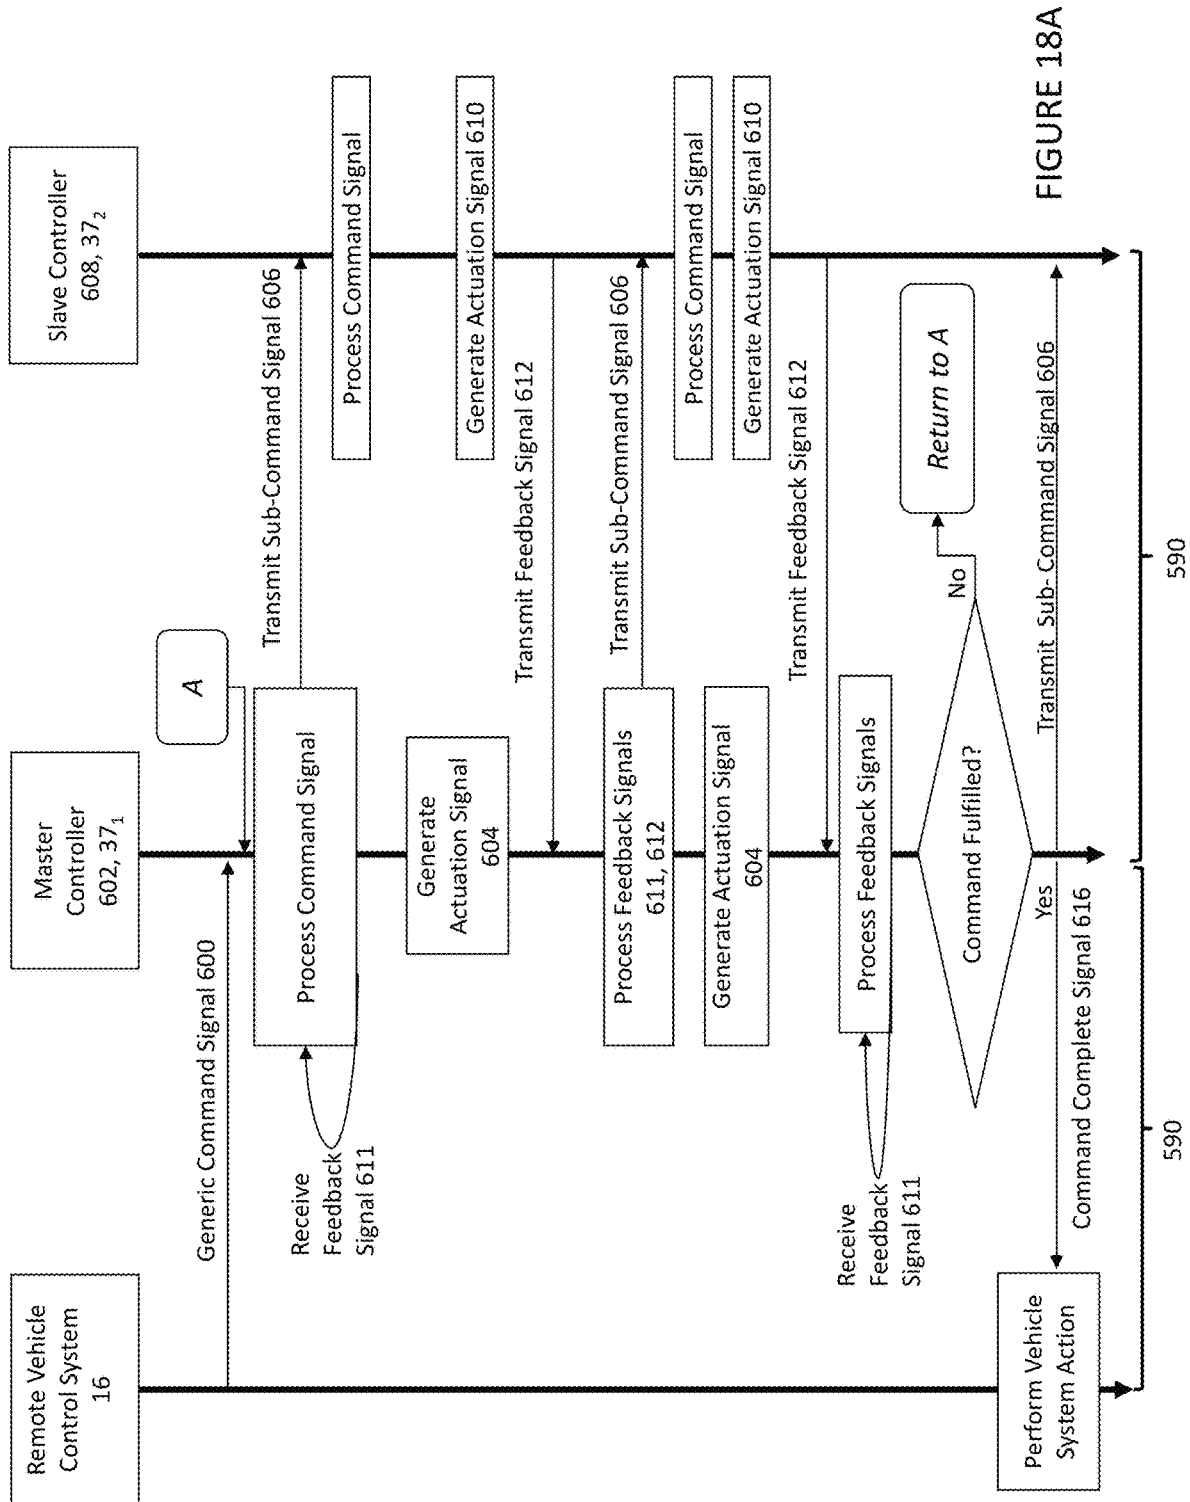 Remote Vehicle
Control System
16
Master
Controller
602, 37₁
Slave Controller
608, 37₂
Generic Command Signal 600
A
Process Command Signal
Transmit Sub-Command Signal 606
Process Command Signal
Receive
Feedback
Signal 611
Generate
Actuation Signal
604
Generate Actuation Signal 610
Transmit Feedback Signal 612
Process Feedback Signals
611, 612
Transmit Sub-Command Signal 606
Process Command Signal
Generate Actuation Signal
604
Generate Actuation Signal 610
Transmit Feedback Signal 612
Process Feedback Signals
Receive
Feedback
Signal 611
Command Fulfilled?
No
Return to A
Yes
Transmit Sub- Command Signal 606
Command Complete Signal 616
Perform Vehicle
System Action
590
590
FIGURE 18A